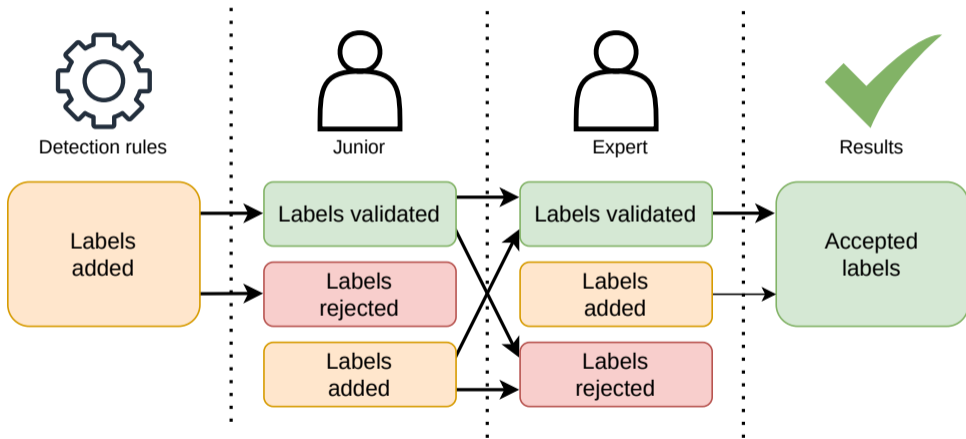 Detection rules
Junior
Expert
Results
Labels
added
Labels validated
Labels
rejected
Labels
added
Labels validated
Labels
added
Labels
rejected
Accepted
labels